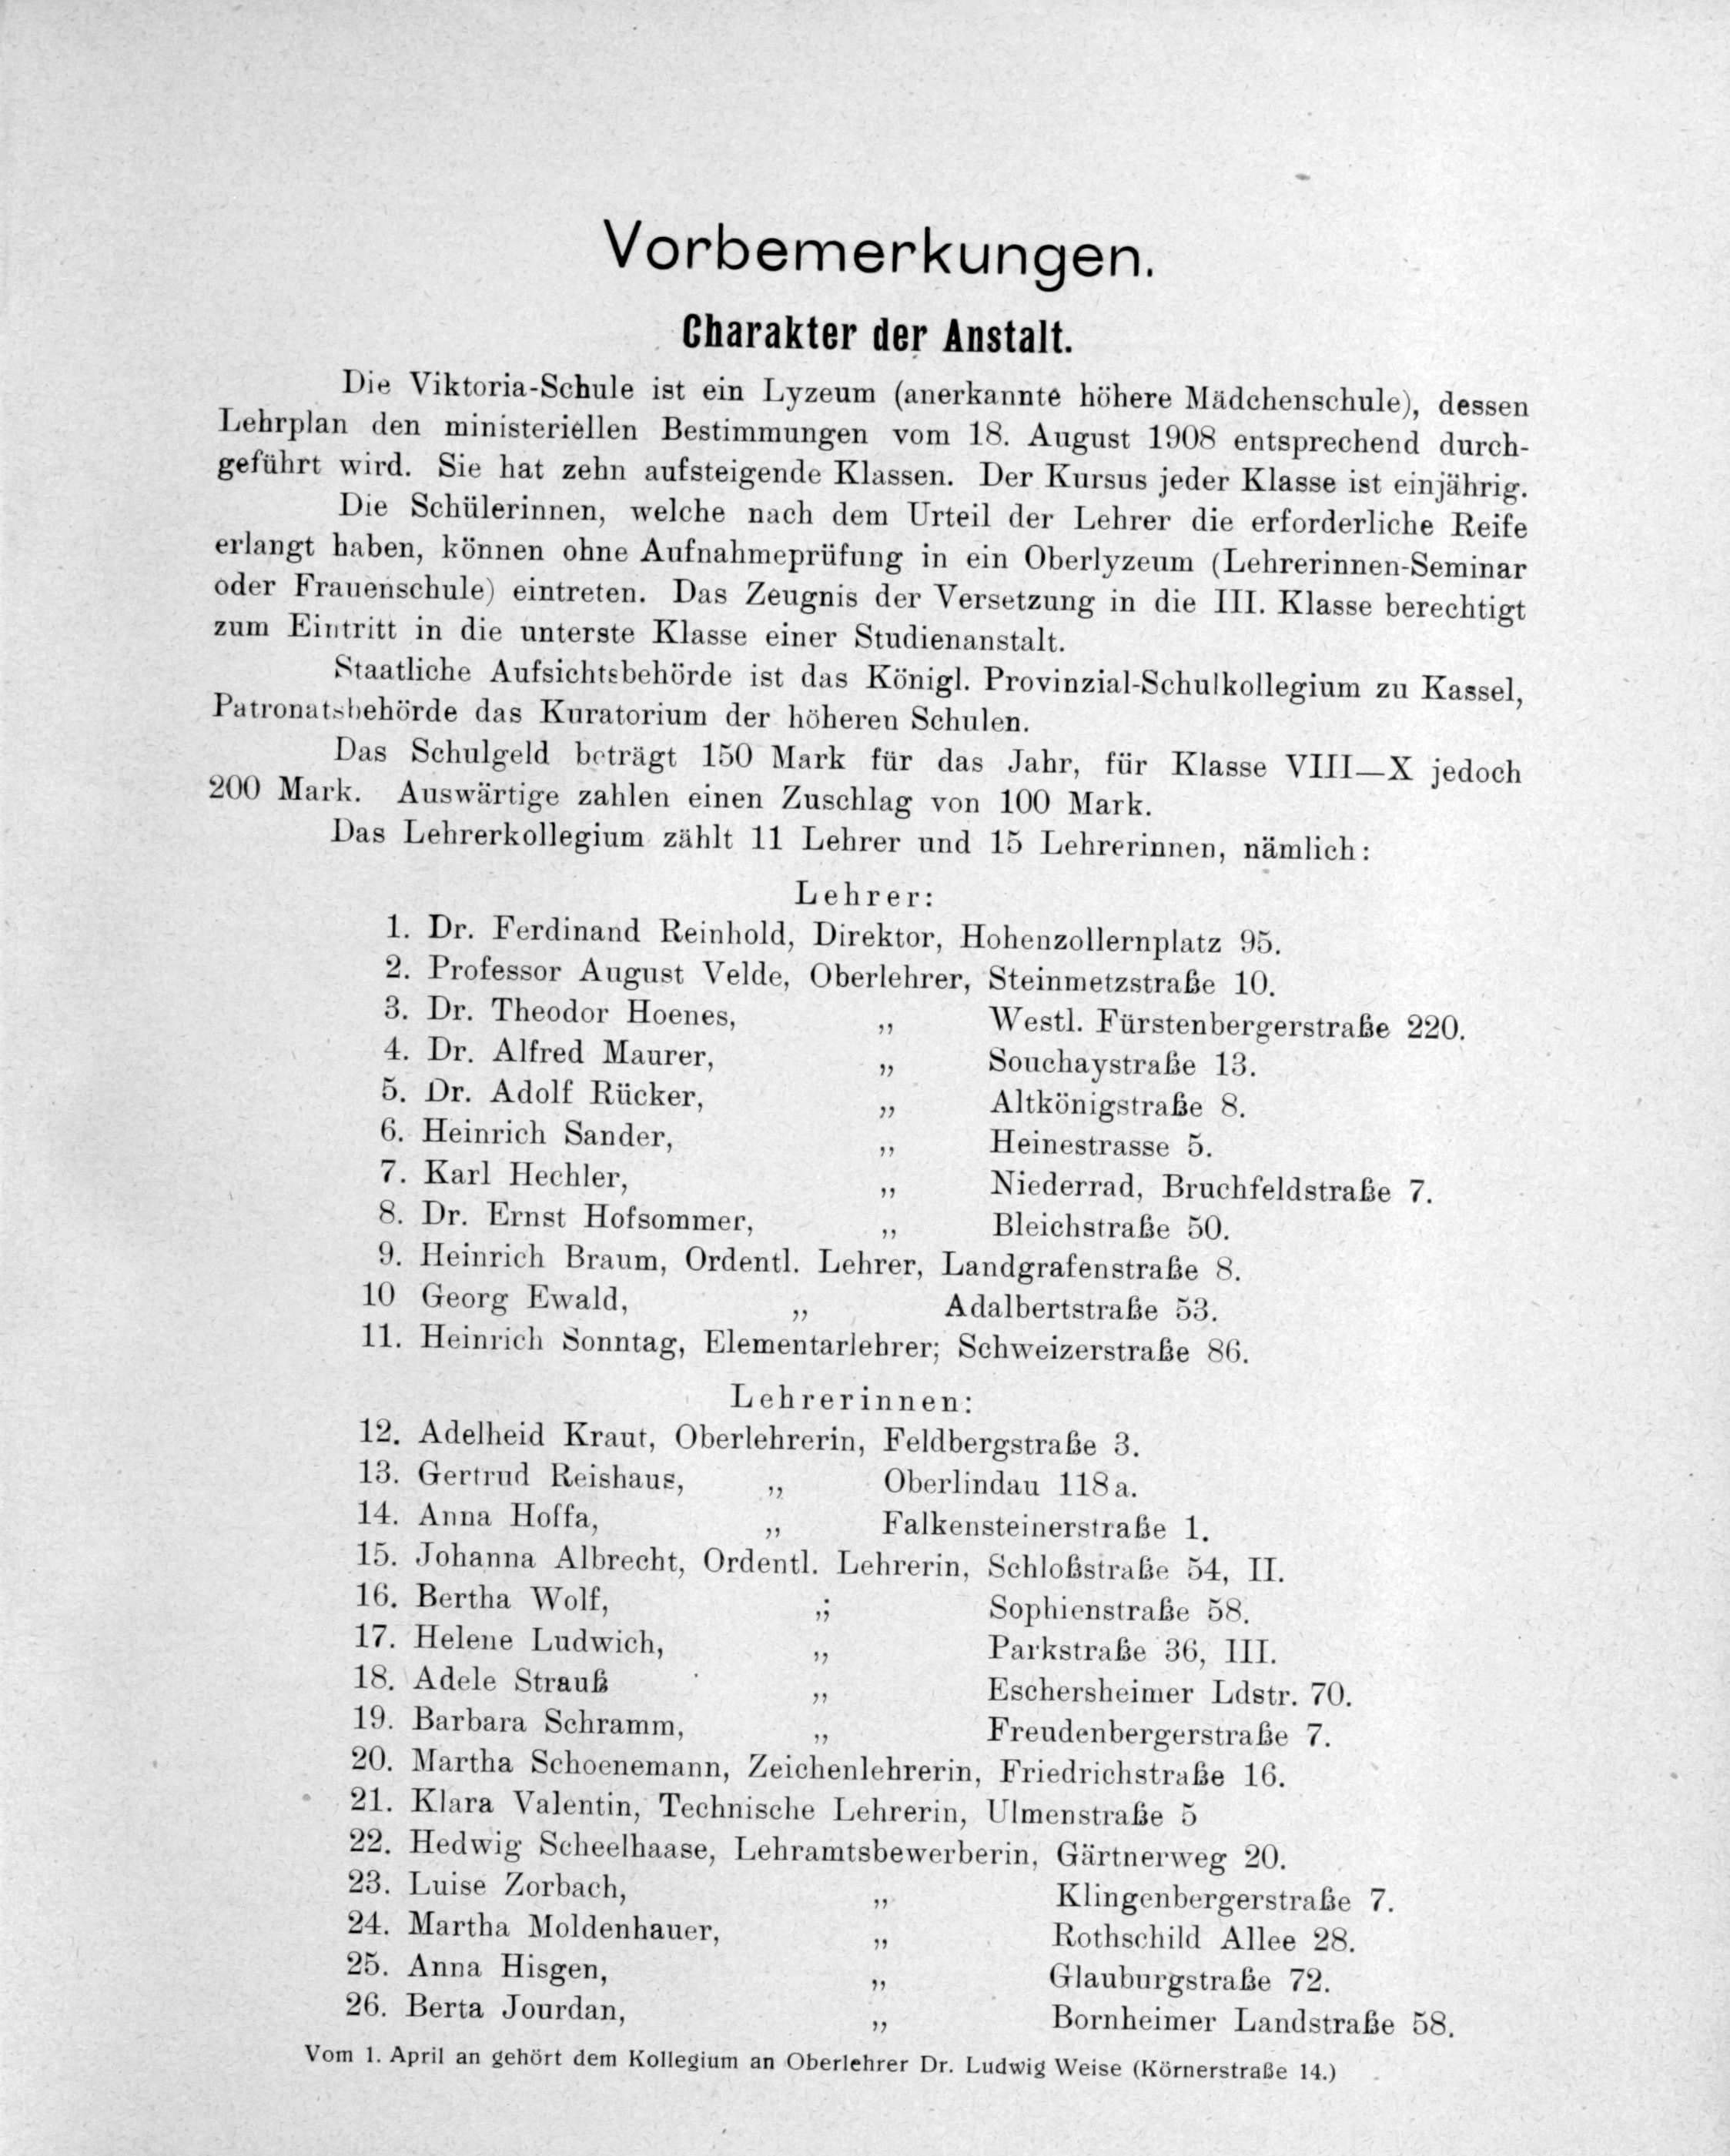 Vorbemerkungen.
Charakter der Anstalt.
Die Viktoria-Schule ist ein Lyzeum (anerkannte höhere Mädchenschule), dessen
Lehrplan den ministeriellen Bestimmungen vom 18. August 1908 entsprechend durch-
geführt wird. Sie hat zehn aufsteigende Klassen. Der Kursus jeder Klasse ist einjährig.
Die Schülerinnen, welche nach dem Urteil der Lehrer die erforderliche Reife
erlangt haben, können ohne Aufnahmeprüfung in ein Oberlyzeum (Lehrerinnen-Seminar
oder Frauenschule) eintreten. Das Zeugnis der Versetzung in die III. Klasse berechtigt
zum Eintritt in die unterste Klasse einer Studienanstalt.
Staatliche Aufsichtsbehörde ist das Königl. Provinzial-Schulkollegium zu Kassel,
Patronatsbehörde das Kuratorium der höheren Schulen.
Das Schulgeld beträgt 150 Mark für das Jahr, für Klasse VIII—X jedoch
200 Mark. Auswärtige zahlen einen Zuschlag von 100 Mark.
Das Lehrerkollegium zählt 11 Lehrer und 15 Lehrerinnen, nämlich:
Lehrer:
1. Dr. Ferdinand Reinhold, Direktor, Hohenzollernplatz 95.
2. Professor August Velde, Oberlehrer, Steinmetzstraße 10.
3. Dr. Theodor Hoenes, „ Westl. Fürstenbergerstraße 220.
4. Dr. Alfred Maurer, „ Souchaystraße 13.
5. Dr. Adolf Rücker, „ Altkönigstraße 8.
6. Heinrich Sander, „ Heinestrasse 5.
7. Karl Hechler, „ Niederrad, Bruchfeldstraße 7.
8. Dr. Ernst Hofsommer, „ Bleichstraße 50.
9. Heinrich Braum, Ordentl. Lehrer, Landgrafenstraße 8.
10 Georg Ewald, „ Adalbertstraße 53.
11. Heinrich Sonntag, Elementarlehrer; Schweizerstraße 86.
Lehrerinnen:
12. Adelheid Kraut, Oberlehrerin, Feldbergstraße 3.
13. Gertrud Reishaus, „ Oberlindau 118 a.
14. Anna Hoffa, „ Falkensteinerstraße 1.
15. Johanna Albrecht, Ordentl. Lehrerin, Schloßstraße 54, II.
16. Bertha Wolf, „ Sophienstraße 58.
17. Helene Ludwich, „ Parkstraße 36, III.
18. Adele Strauß „ Eschersheimer Ldstr. 70.
19. Barbara Schramm, „ Freudenbergerstraße 7.
20. Martha Schoenemann, Zeichenlehrerin, Friedrichstraße 16.
21. Klara Valentin, Technische Lehrerin, Ulmenstraße 5
22. Hedwig Scheelhaase, Lehramtsbewerberin, Gärtnerweg 20.
23. Luise Zorbach, „ Klingenbergerstraße 7.
24. Martha Moldenhauer, „ Rothschild Allee 28.
25. Anna Hisgen, „ Glauburgstraße 72.
26. Berta Jourdan, „ Bornheimer Landstraße 58.
Vom 1. April an gehört dem Kollegium an Oberlehrer Dr. Ludwig Weise (Körnerstraße 14.)